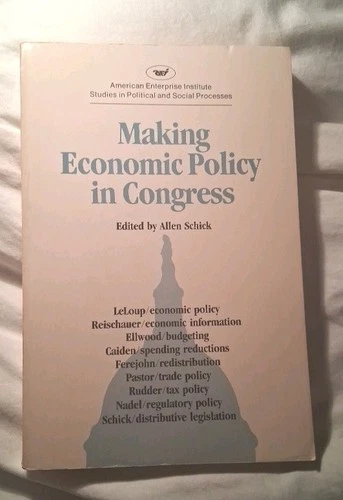 American Enterprise Institute
Studies in Political and Social Processes
Making
Economic Policy
in Congress
Edited by Allen Schick
LeLoup/economic policy
Reischauer/economic information
Ellwood/budgeting
Caiden/spending reductions
Ferejohn/redistribution
Pastor/trade policy
Rudder/tax policy
Nadel/regulatory policy
Schick/distributive legislation